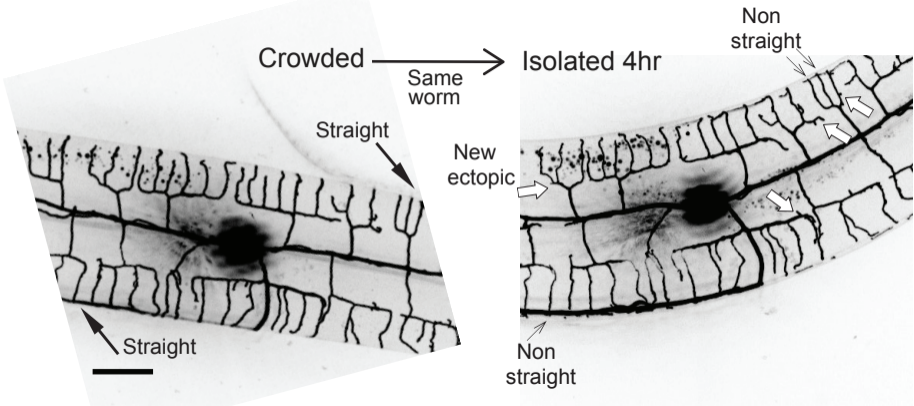 Non
straight
Crowded
Same
worm
Isolated 4hr
Straight
New
ectopic
Straight
Non
straight